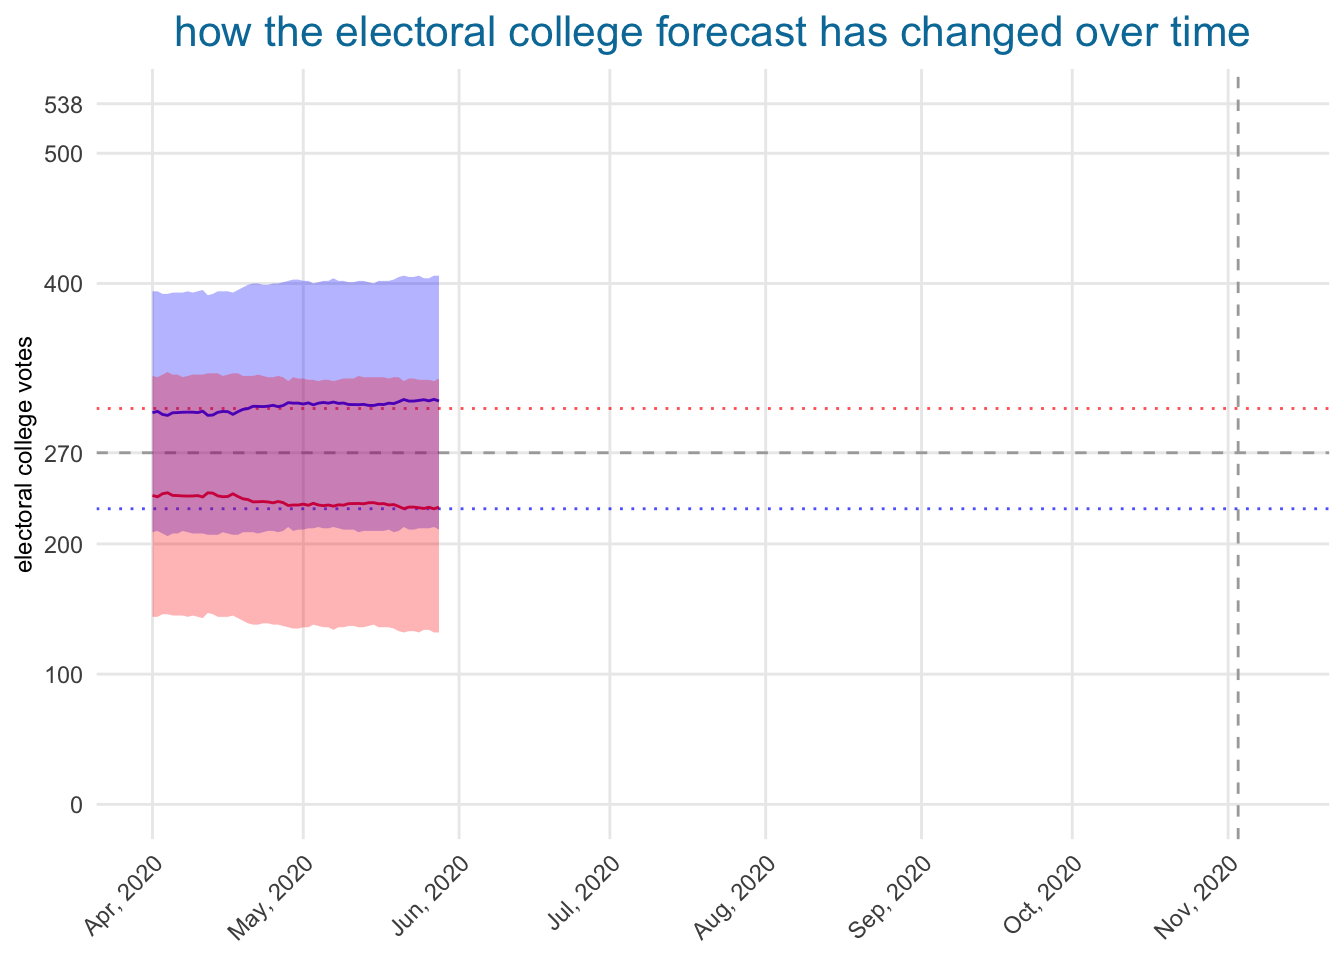 how the electoral college forecast has changed over time
electoral college votes
538
500
400
270
200
100
0
Apr, 2020
May, 2020
Jun, 2020
Jul, 2020
Aug, 2020
Sep, 2020
Oct, 2020
Nov, 2020